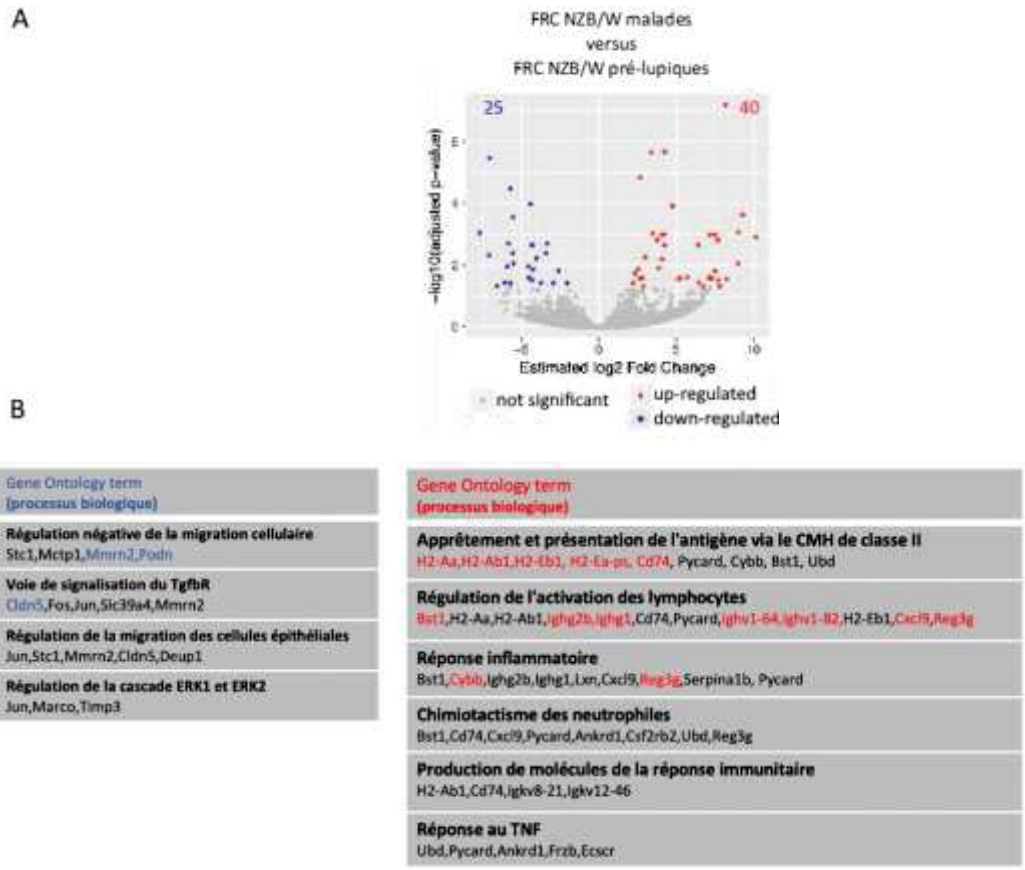 A
FRC NZB/W malades
versus
FRC NZB/W pré-lupiques
25
40
−log10(adjusted p−value)
6
4
2
0
−5
0
5
10
Estimated log2 Fold Change
not significant
up-regulated
down-regulated
B
Gene Ontology term
(processus biologique)
Régulation négative de la migration cellulaire
Stc1,Mctp1,Mmrn2,Podn
Voie de signalisation du TgfbR
Cldn5,Fos,Jun,Slc39a4,Mmrn2
Régulation de la migration des cellules épithéliales
Jun,Stc1,Mmrn2,Cldn5,Deup1
Régulation de la cascade ERK1 et ERK2
Jun,Marco,Timp3
Gene Ontology term
(processus biologique)
Apprêtement et présentation de l'antigène via le CMH de classe II
H2-Aa,H2-Ab1,H2-Eb1, H2-Ea-ps, Cd74, Pycard, Cybb, Bst1, Ubd
Régulation de l'activation des lymphocytes
Bst1,H2-Aa,H2-Ab1,Ighg2b,Ighg1,Cd74,Pycard,Ighv1-64,Ighv1-82,H2-Eb1,Cxcl9,Reg3g
Réponse inflammatoire
Bst1,Cybb,Ighg2b,Ighg1,Lxn,Cxcl9,Reg3g,Serpina1b, Pycard
Chimiotactisme des neutrophiles
Bst1,Cd74,Cxcl9,Pycard,Ankrd1,Csf2rb2,Ubd,Reg3g
Production de molécules de la réponse immunitaire
H2-Ab1,Cd74,Igkv8-21,Igkv12-46
Réponse au TNF
Ubd,Pycard,Ankrd1,Frzb,Ecscr